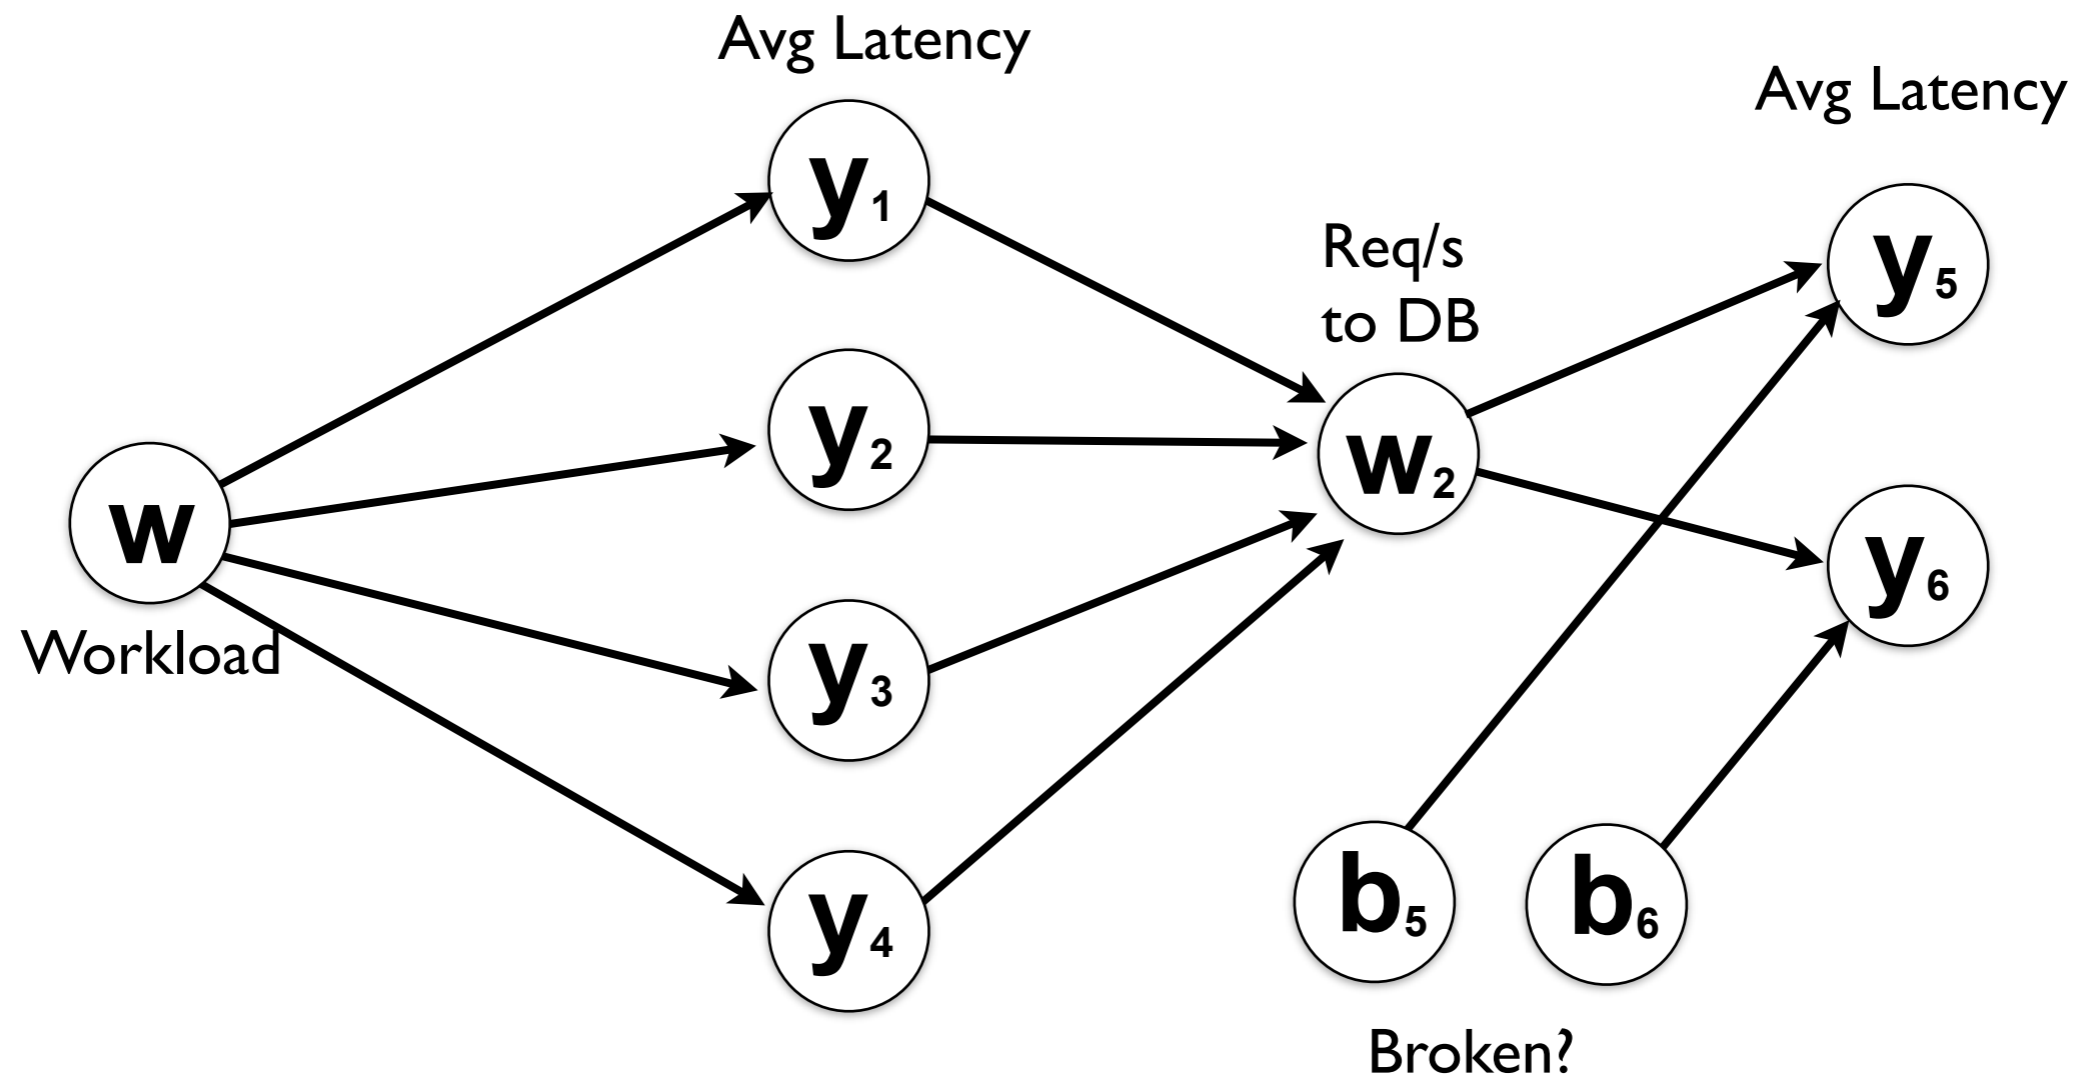 Avg Latency
Avg Latency
y1
y5
Req/s
to DB
y2
w2
w
y6
Workload
y3
y4
b5
b6
Broken?